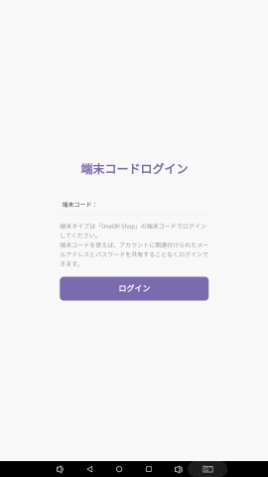 端末コードログイン
端末コード：
端末タイプは「OneQR Shop」の端末コードでログイン
してください。
端末コードを使えば、アカウントに関連付けられたメー
ルアドレスとパスワードを共有することなくログインで
きます。
ログイン